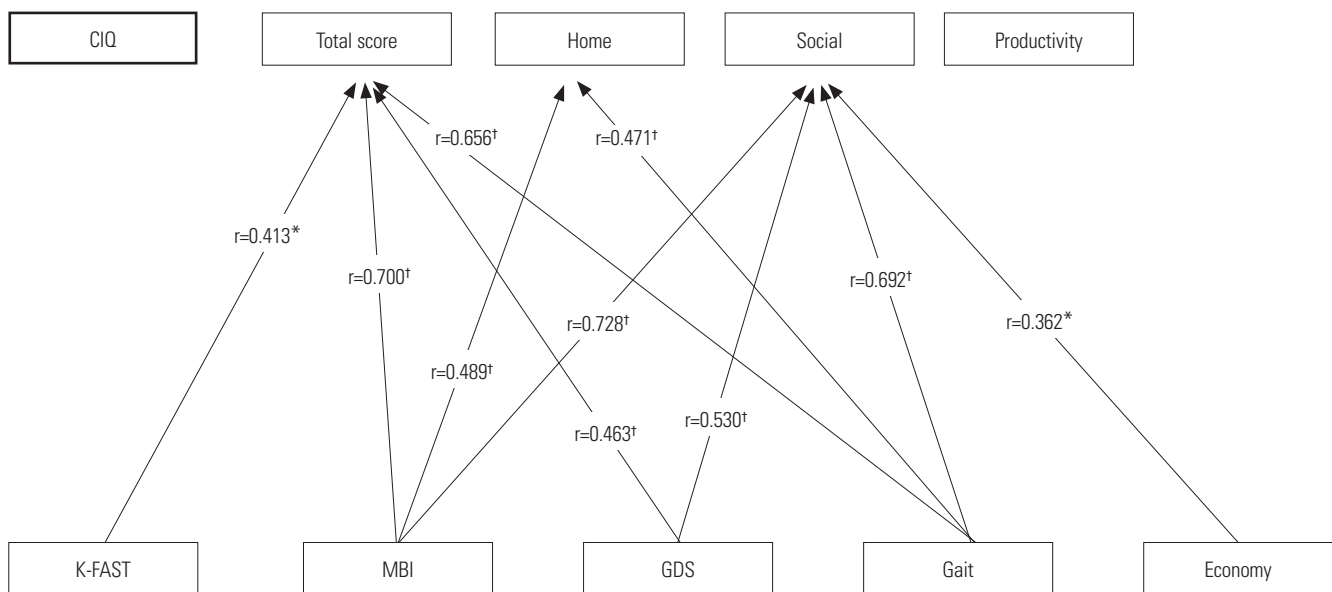 CIQ
Total score
Home
Social
Productivity
r=0.656†
r=0.471†
r=0.413*
r=0.700†
r=0.692†
r=0.728†
r=0.362*
r=0.489†
r=0.463†
r=0.530†
K-FAST
MBI
GDS
Gait
Economy